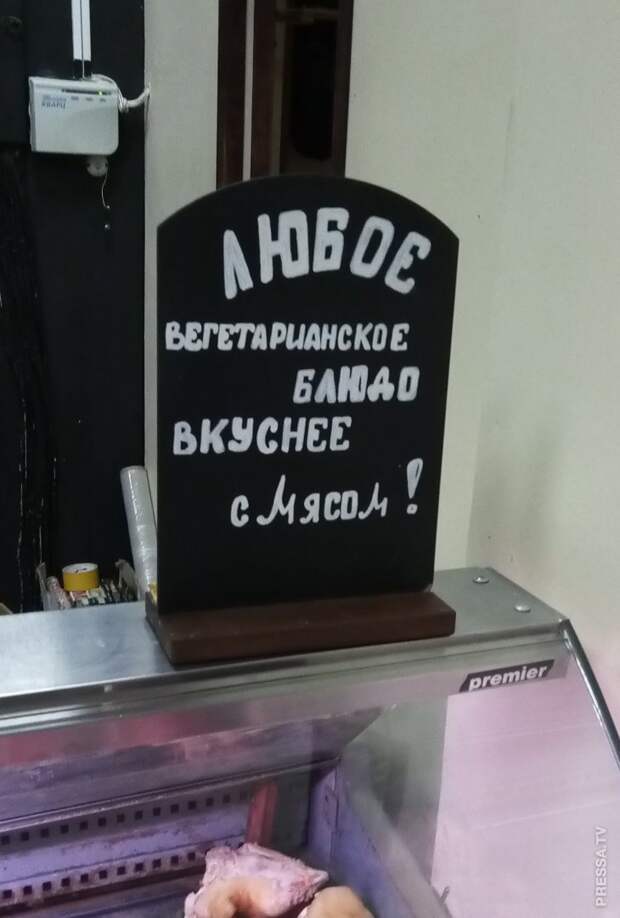 ЛЮБОЕ
ВЕГЕТАРИАНСКОЕ
БЛЮДО
ВКУСНЕЕ
С МЯСОМ!
premier
PRESSA.TV